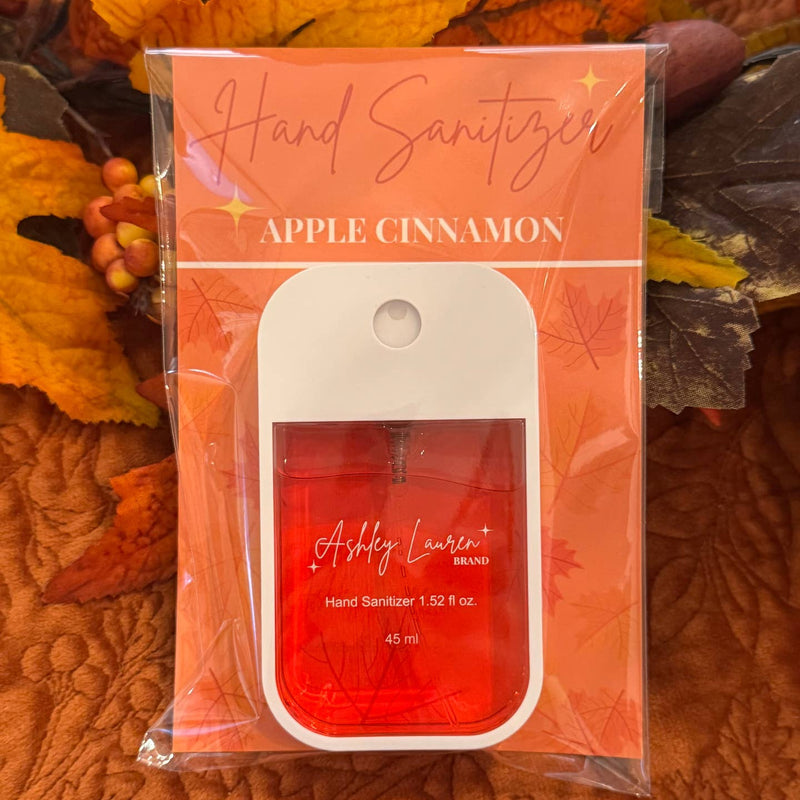 Hand Sanitizer
APPLE CINNAMON
Ashley Lauren
BRAND
Hand Sanitizer 1.52 fl oz.
45 ml